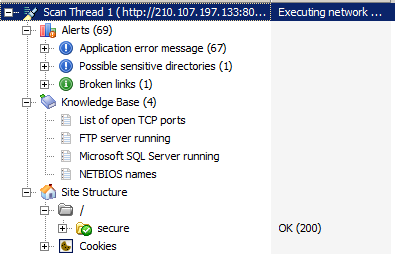 Scan Thread 1 (http://210.107.197.133:80... Executing network ...
Alerts (69)
Application error message (67)
Possible sensitive directories (1)
Broken links (1)
Knowledge Base (4)
List of open TCP ports
FTP server running
Microsoft SQL Server running
NETBIOS names
Site Structure
/
secure OK (200)
Cookies